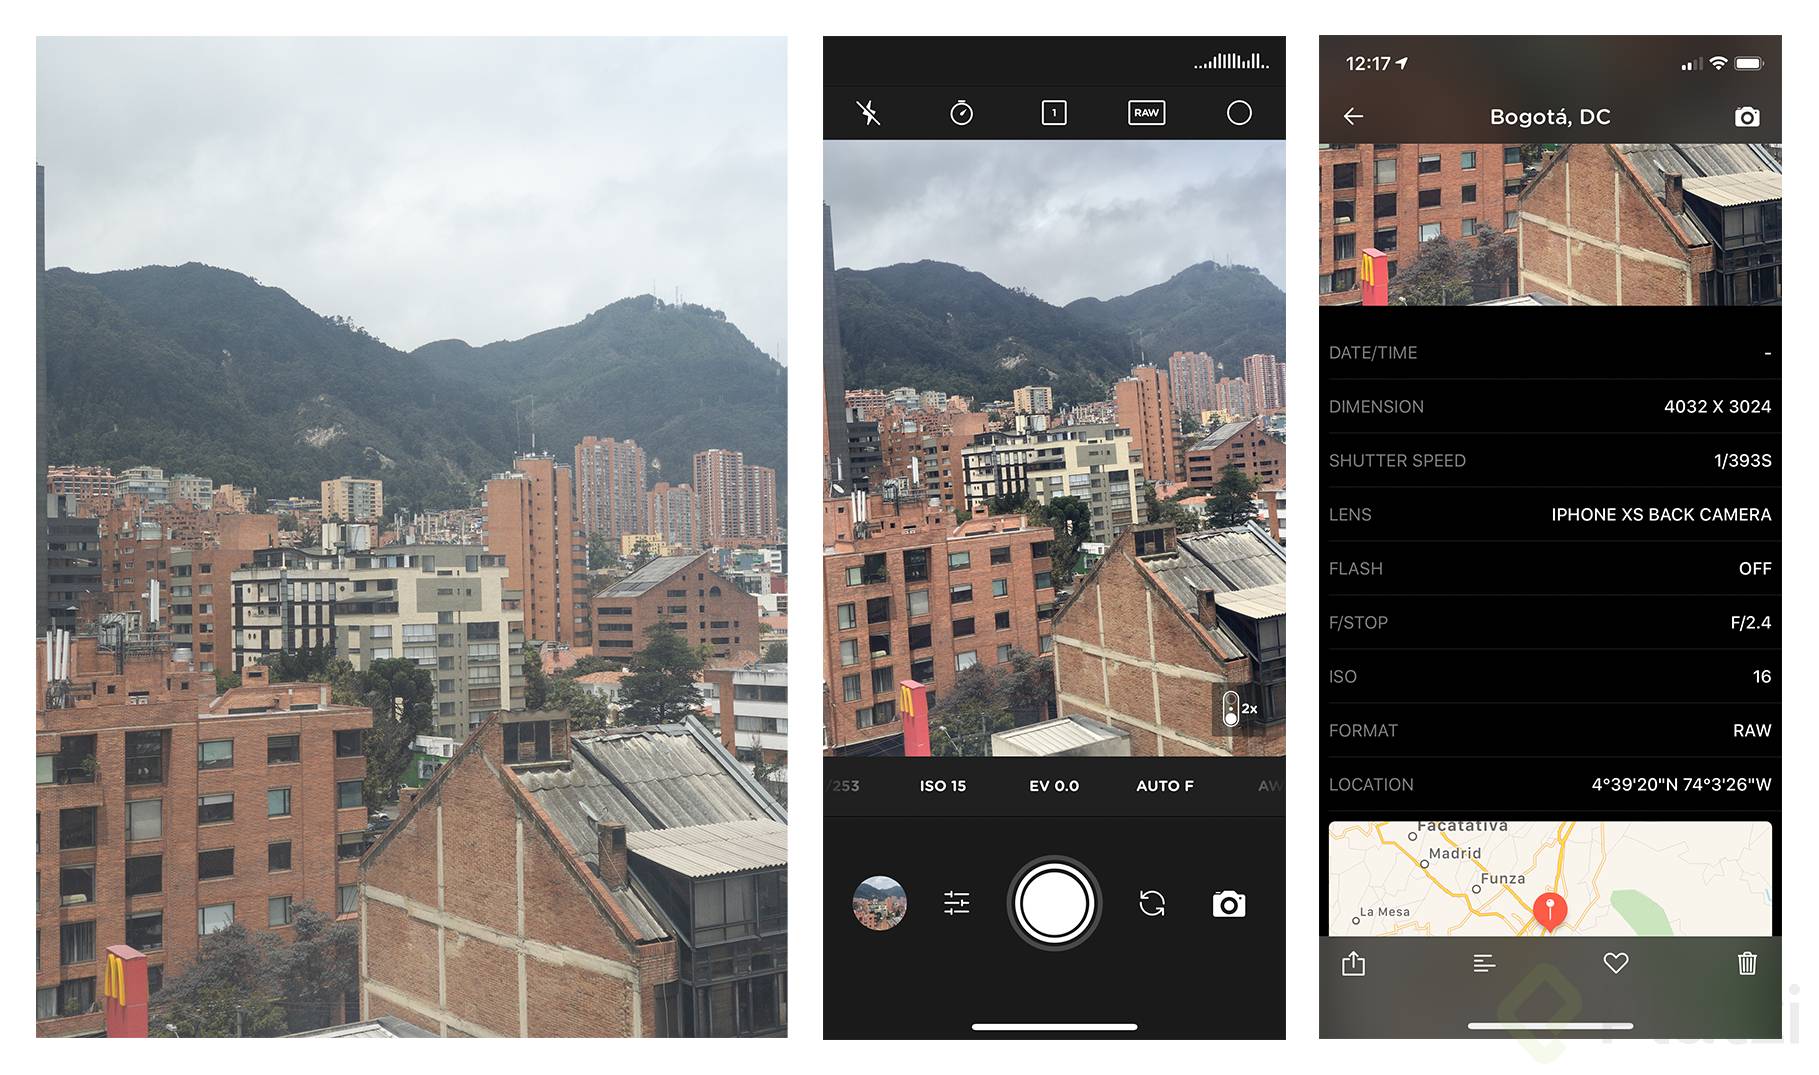 1
RAW
2x
/253
ISO 15
EV 0.0
AUTO F
AW
12:17
Bogotá, DC
DATE/TIME -
DIMENSION 4032 X 3024
SHUTTER SPEED 1/393S
LENS IPHONE XS BACK CAMERA
FLASH OFF
F/STOP F/2.4
ISO 16
FORMAT RAW
LOCATION 4°39'20"N 74°3'26"W
Facatativa
Madrid
Funza
La Mesa